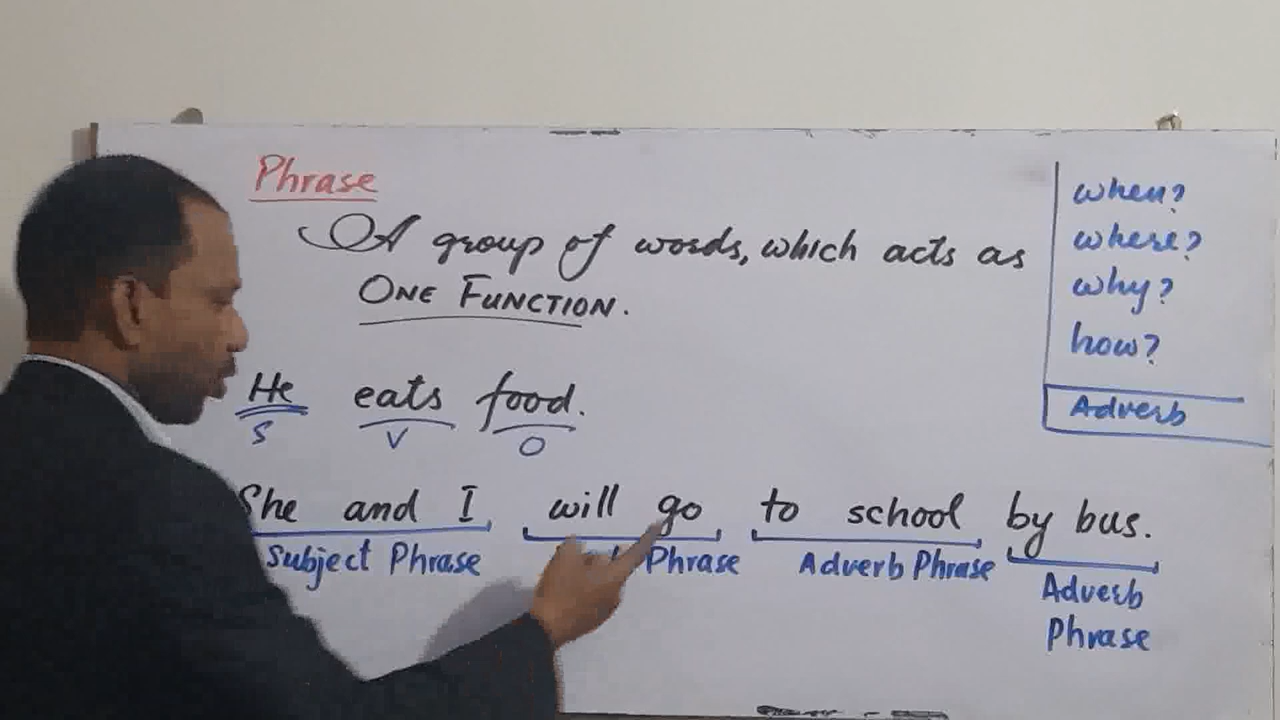 Phrase
A group of words, which acts as
ONE FUNCTION.
He eats food.
S V O
She and I will go to school by bus.
Subject Phrase Phrase Adverb Phrase Adverb
Phrase
when?
where?
why?
how?
Adverb